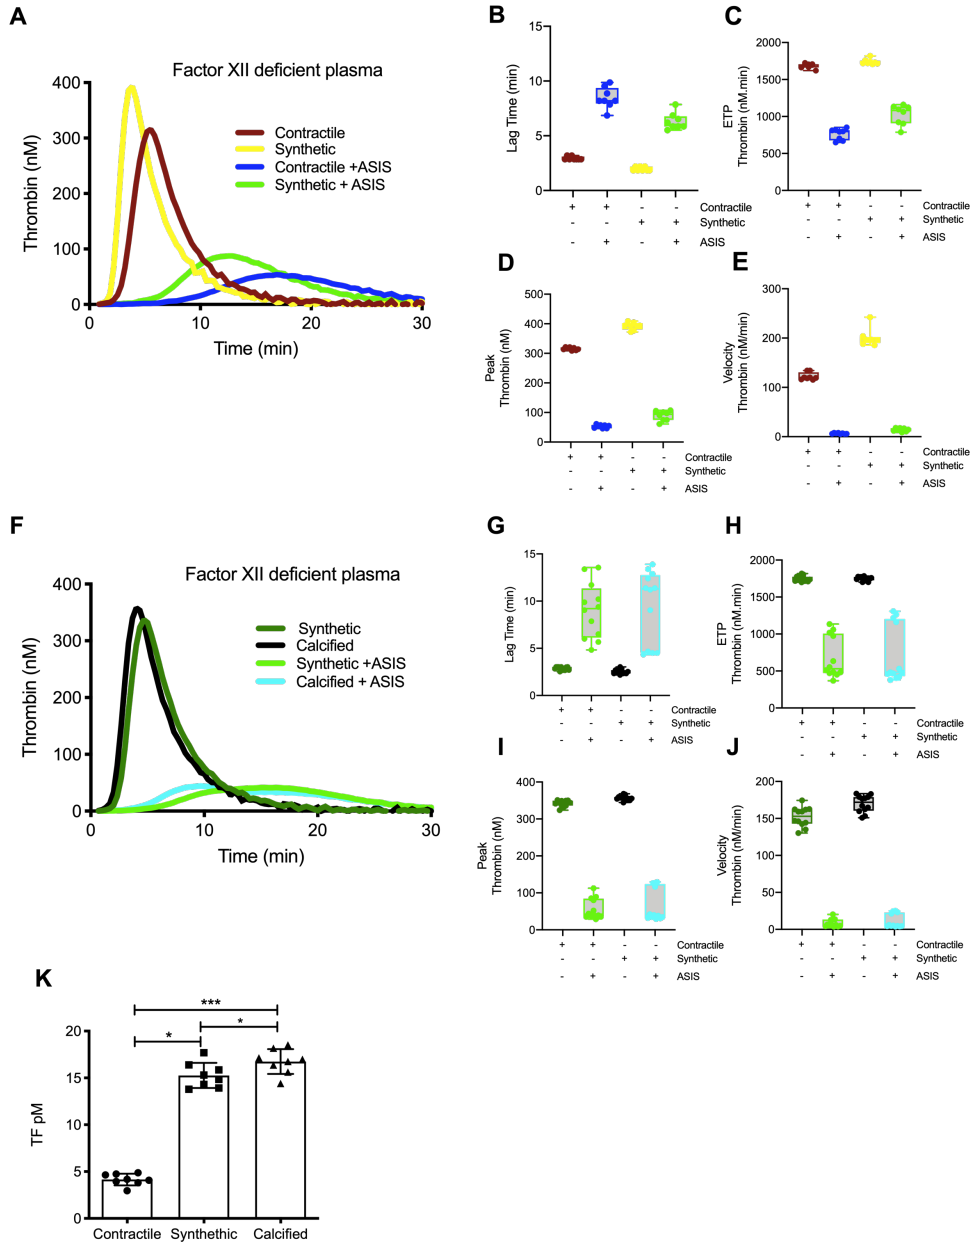 A
Factor XII deficient plasma
Thrombin (nM)
400
300
200
100
0
0
10
20
30
Time (min)
Contractile
Synthetic
Contractile +ASIS
Synthetic + ASIS
B
Lag Time (min)
15
10
5
0
+ + - - Contractile
- - + + Synthetic
- + - + ASIS
C
ETP
Thrombin (nM.min)
2000
1500
1000
500
0
+ + - - Contractile
- - + + Synthetic
- + - + ASIS
D
Peak
Thrombin (nM)
500
400
300
200
100
0
+ + - - Contractile
- - + + Synthetic
- + - + ASIS
E
Velocity
Thrombin (nM/min)
300
200
100
0
+ + - - Contractile
- - + + Synthetic
- + - + ASIS
F
Factor XII deficient plasma
Thrombin (nM)
400
300
200
100
0
0
10
20
30
Time (min)
Synthetic
Calcified
Synthetic +ASIS
Calcified + ASIS
G
Lag Time (min)
15
10
5
0
+ + - - Contractile
- - + + Synthetic
- + - + ASIS
H
ETP
Thrombin (nM.min)
2000
1500
1000
500
0
+ + - - Contractile
- - + + Synthetic
- + - + ASIS
I
Peak
Thrombin (nM)
400
300
200
100
0
+ + - - Contractile
- - + + Synthetic
- + - + ASIS
J
Velocity
Thrombin (nM/min)
200
150
100
50
0
+ + - - Contractile
- - + + Synthetic
- + - + ASIS
K
TF pM
20
15
10
5
0
***
*
*
Contractile
Synthethic
Calcified